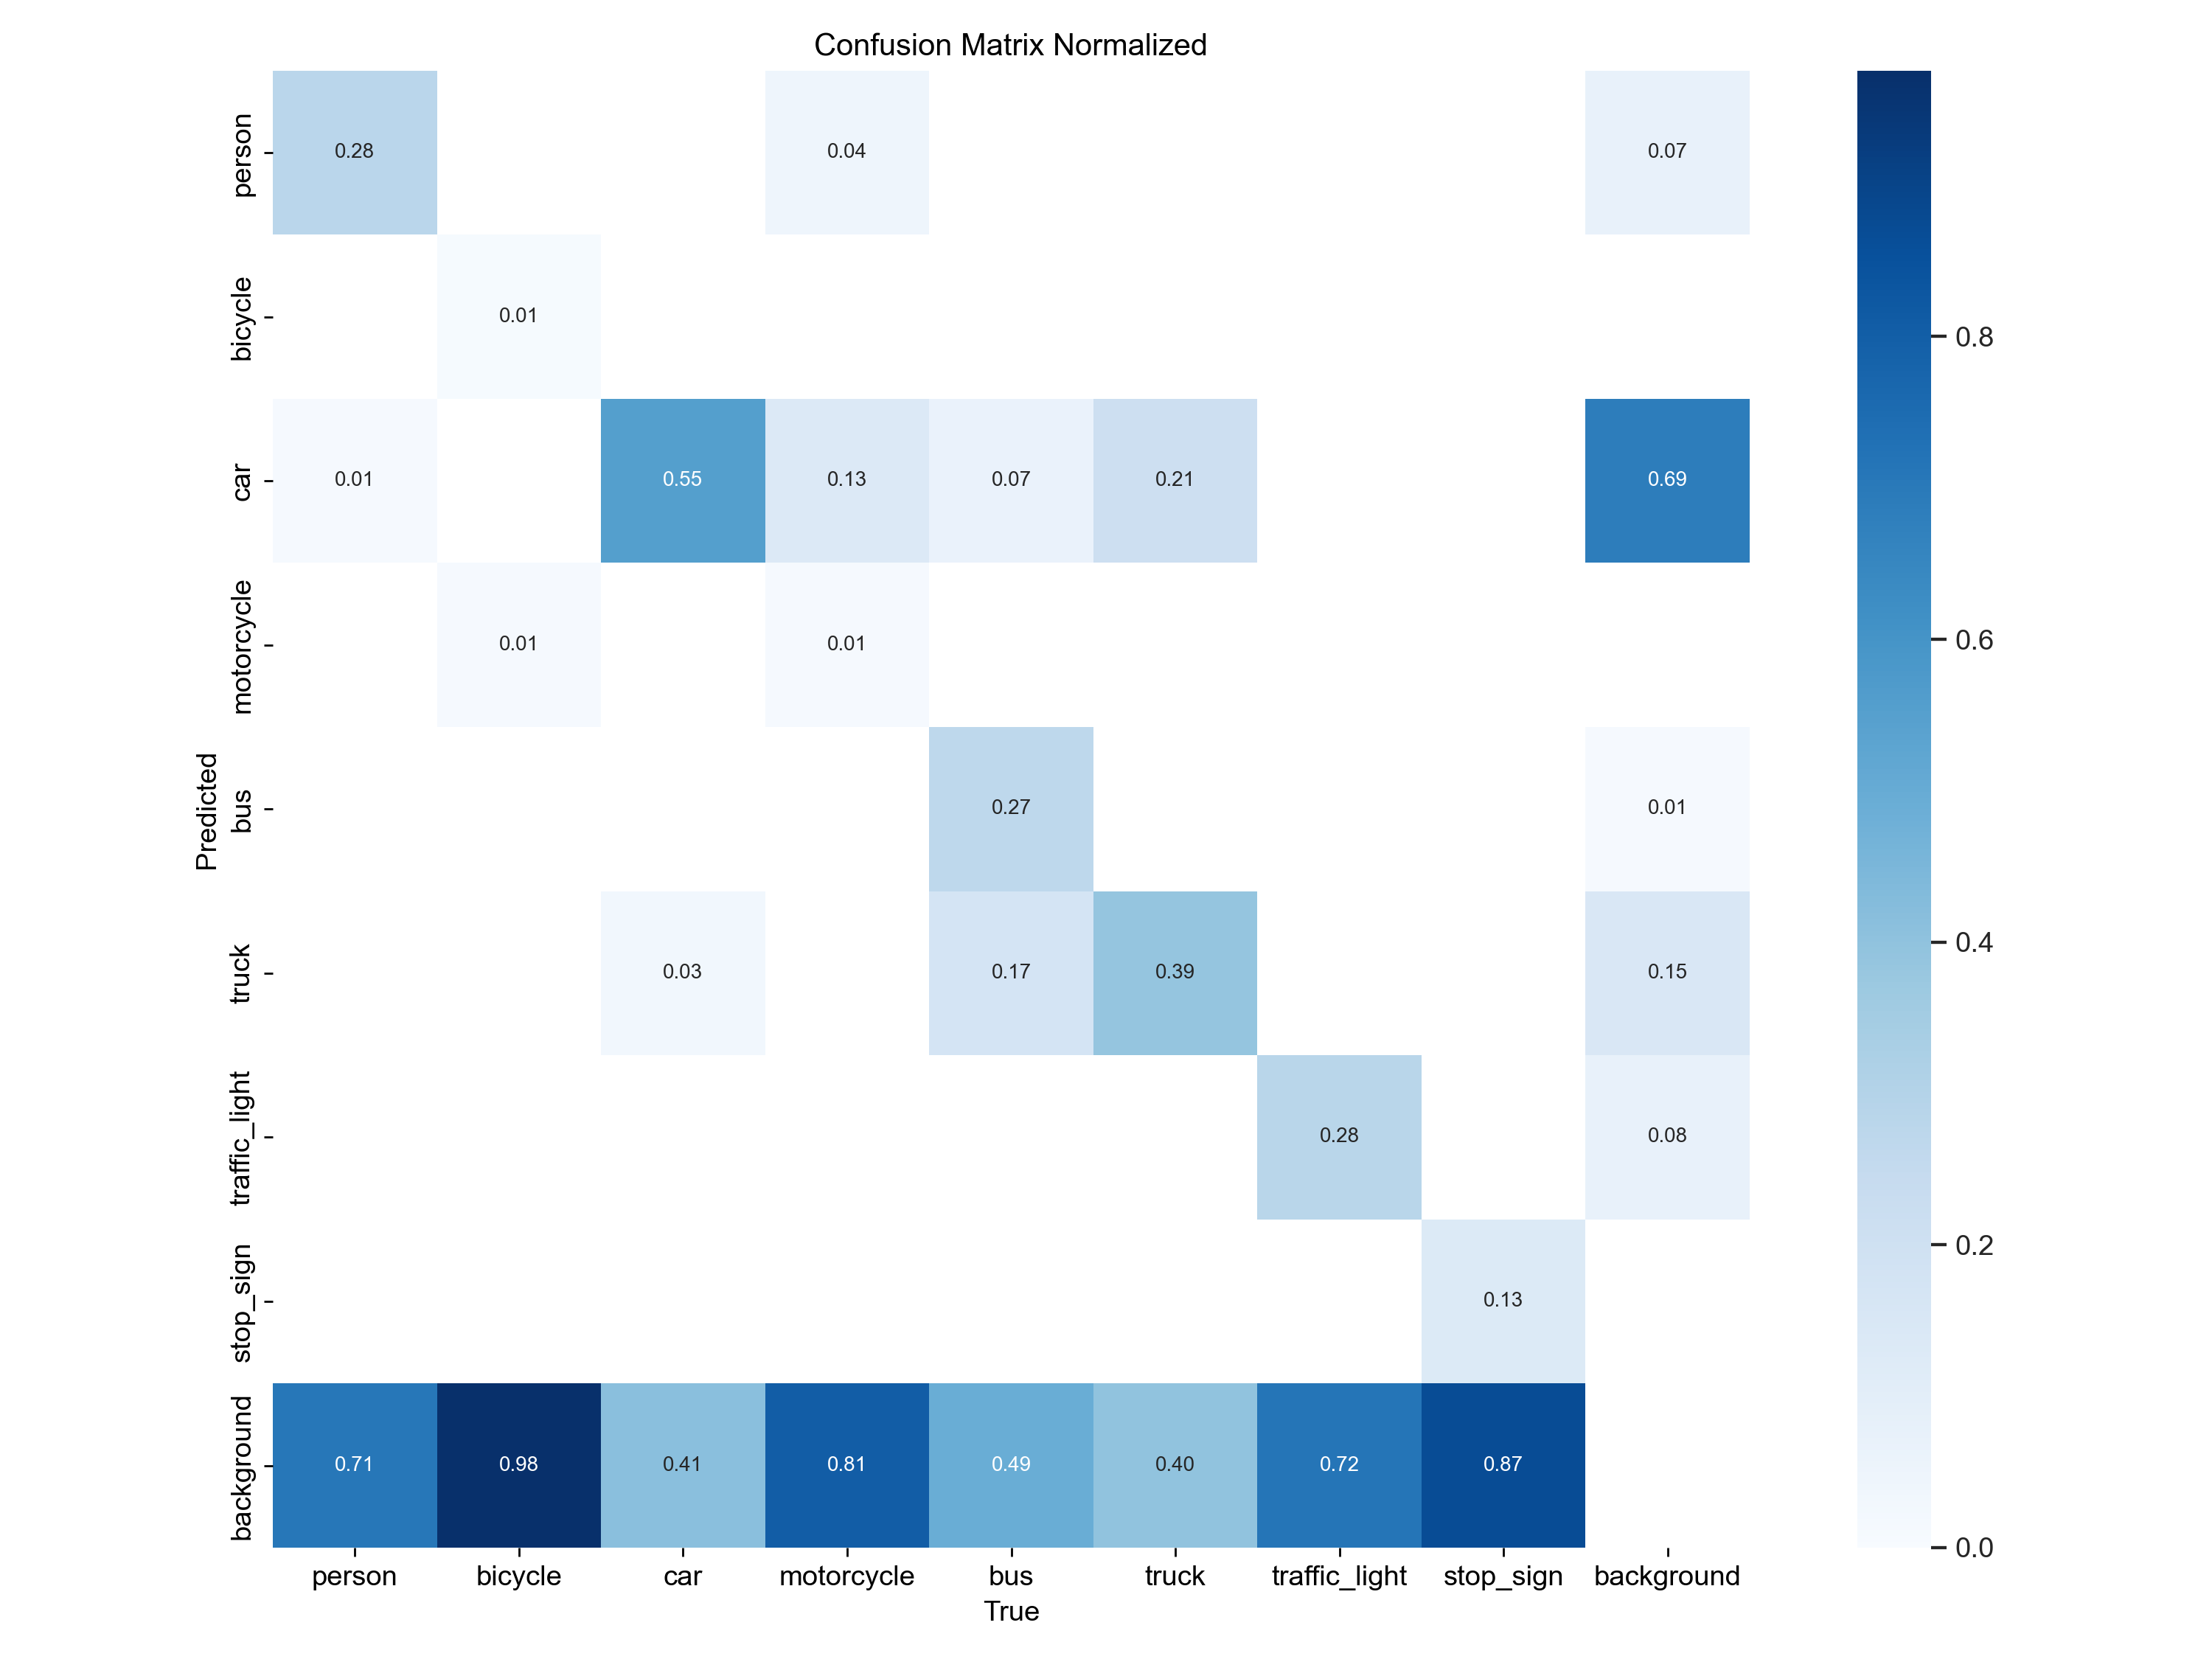 Confusion Matrix Normalized
person
0.28
0.04
0.07
bicycle
0.01
car
0.01
0.55
0.13
0.07
0.21
0.69
motorcycle
0.01
0.01
bus
0.27
0.01
truck
0.03
0.17
0.39
0.15
traffic_light
0.28
0.08
stop_sign
0.13
background
0.71
0.98
0.41
0.81
0.49
0.40
0.72
0.87
Predicted
person
bicycle
car
motorcycle
bus
truck
traffic_light
stop_sign
background
True
0.8
0.6
0.4
0.2
0.0